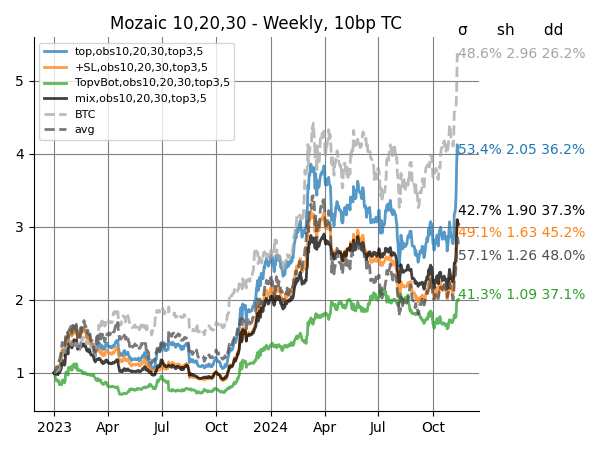 Mozaic 10,20,30 - Weekly, 10bp TC
σ sh dd
top,obs10,20,30,top3,5
+SL,obs10,20,30,top3,5
TopvBot,obs10,20,30,top3,5
mix,obs10,20,30,top3,5
BTC
avg
48.6% 2.96 26.2%
53.4% 2.05 36.2%
42.7% 1.90 37.3%
49.1% 1.63 45.2%
57.1% 1.26 48.0%
41.3% 1.09 37.1%
5
4
3
2
1
2023 Apr Jul Oct 2024 Apr Jul Oct